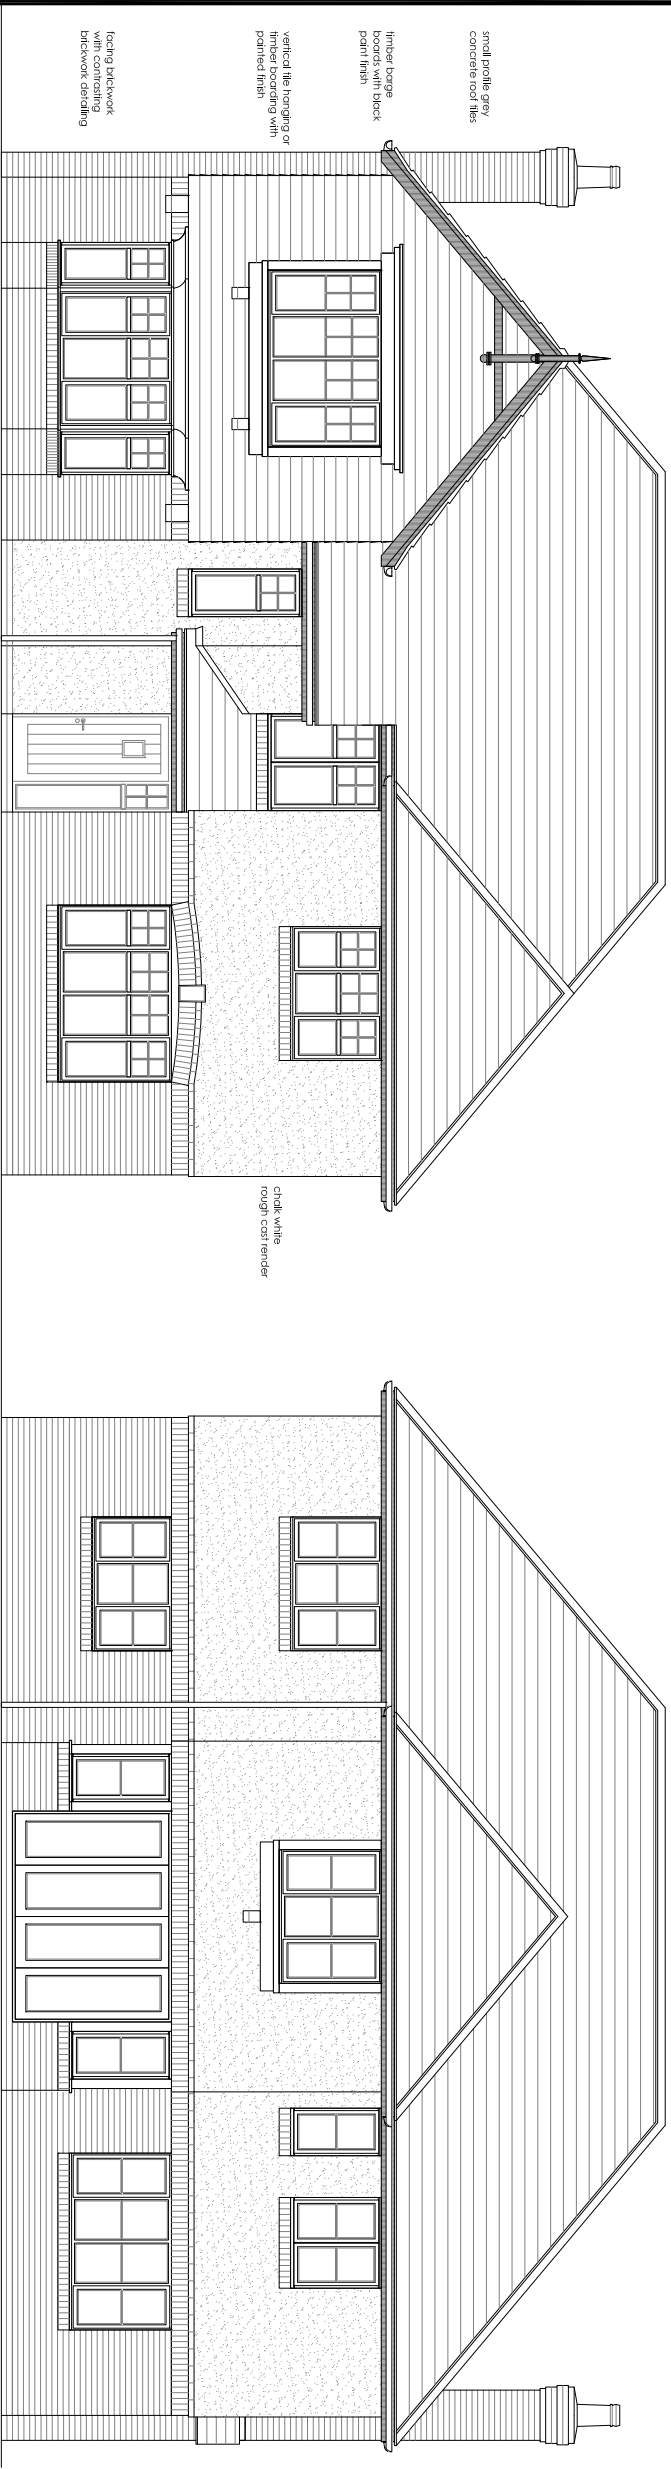 small profile grey
concrete roof tiles
timber barge
boards with black
paint finish
vertical tile hanging or
timber boarding with
painted finish
facing brickwork
with contrasting
brickwork detailing
chalk white
rough cast render